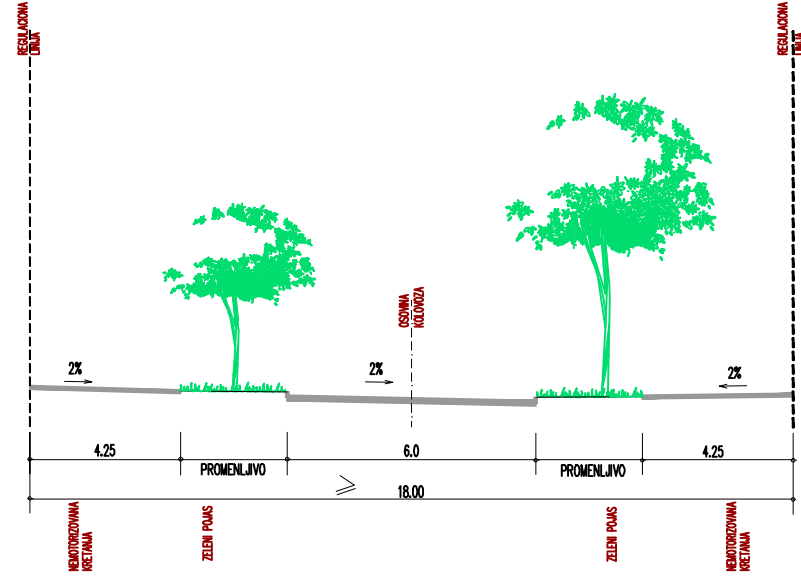 REGULACIONA
LINIJA
REGULACIONA
LINIJA
OSOVINA
KOLOVOZA
2%
2%
2%
4.25
6.0
4.25
PROMENLJIVO
PROMENLJIVO
≥
18.00
NEMOTORIZOVANA
KRETANJA
ZELENI POJAS
ZELENI POJAS
NEMOTORIZOVANA
KRETANJA